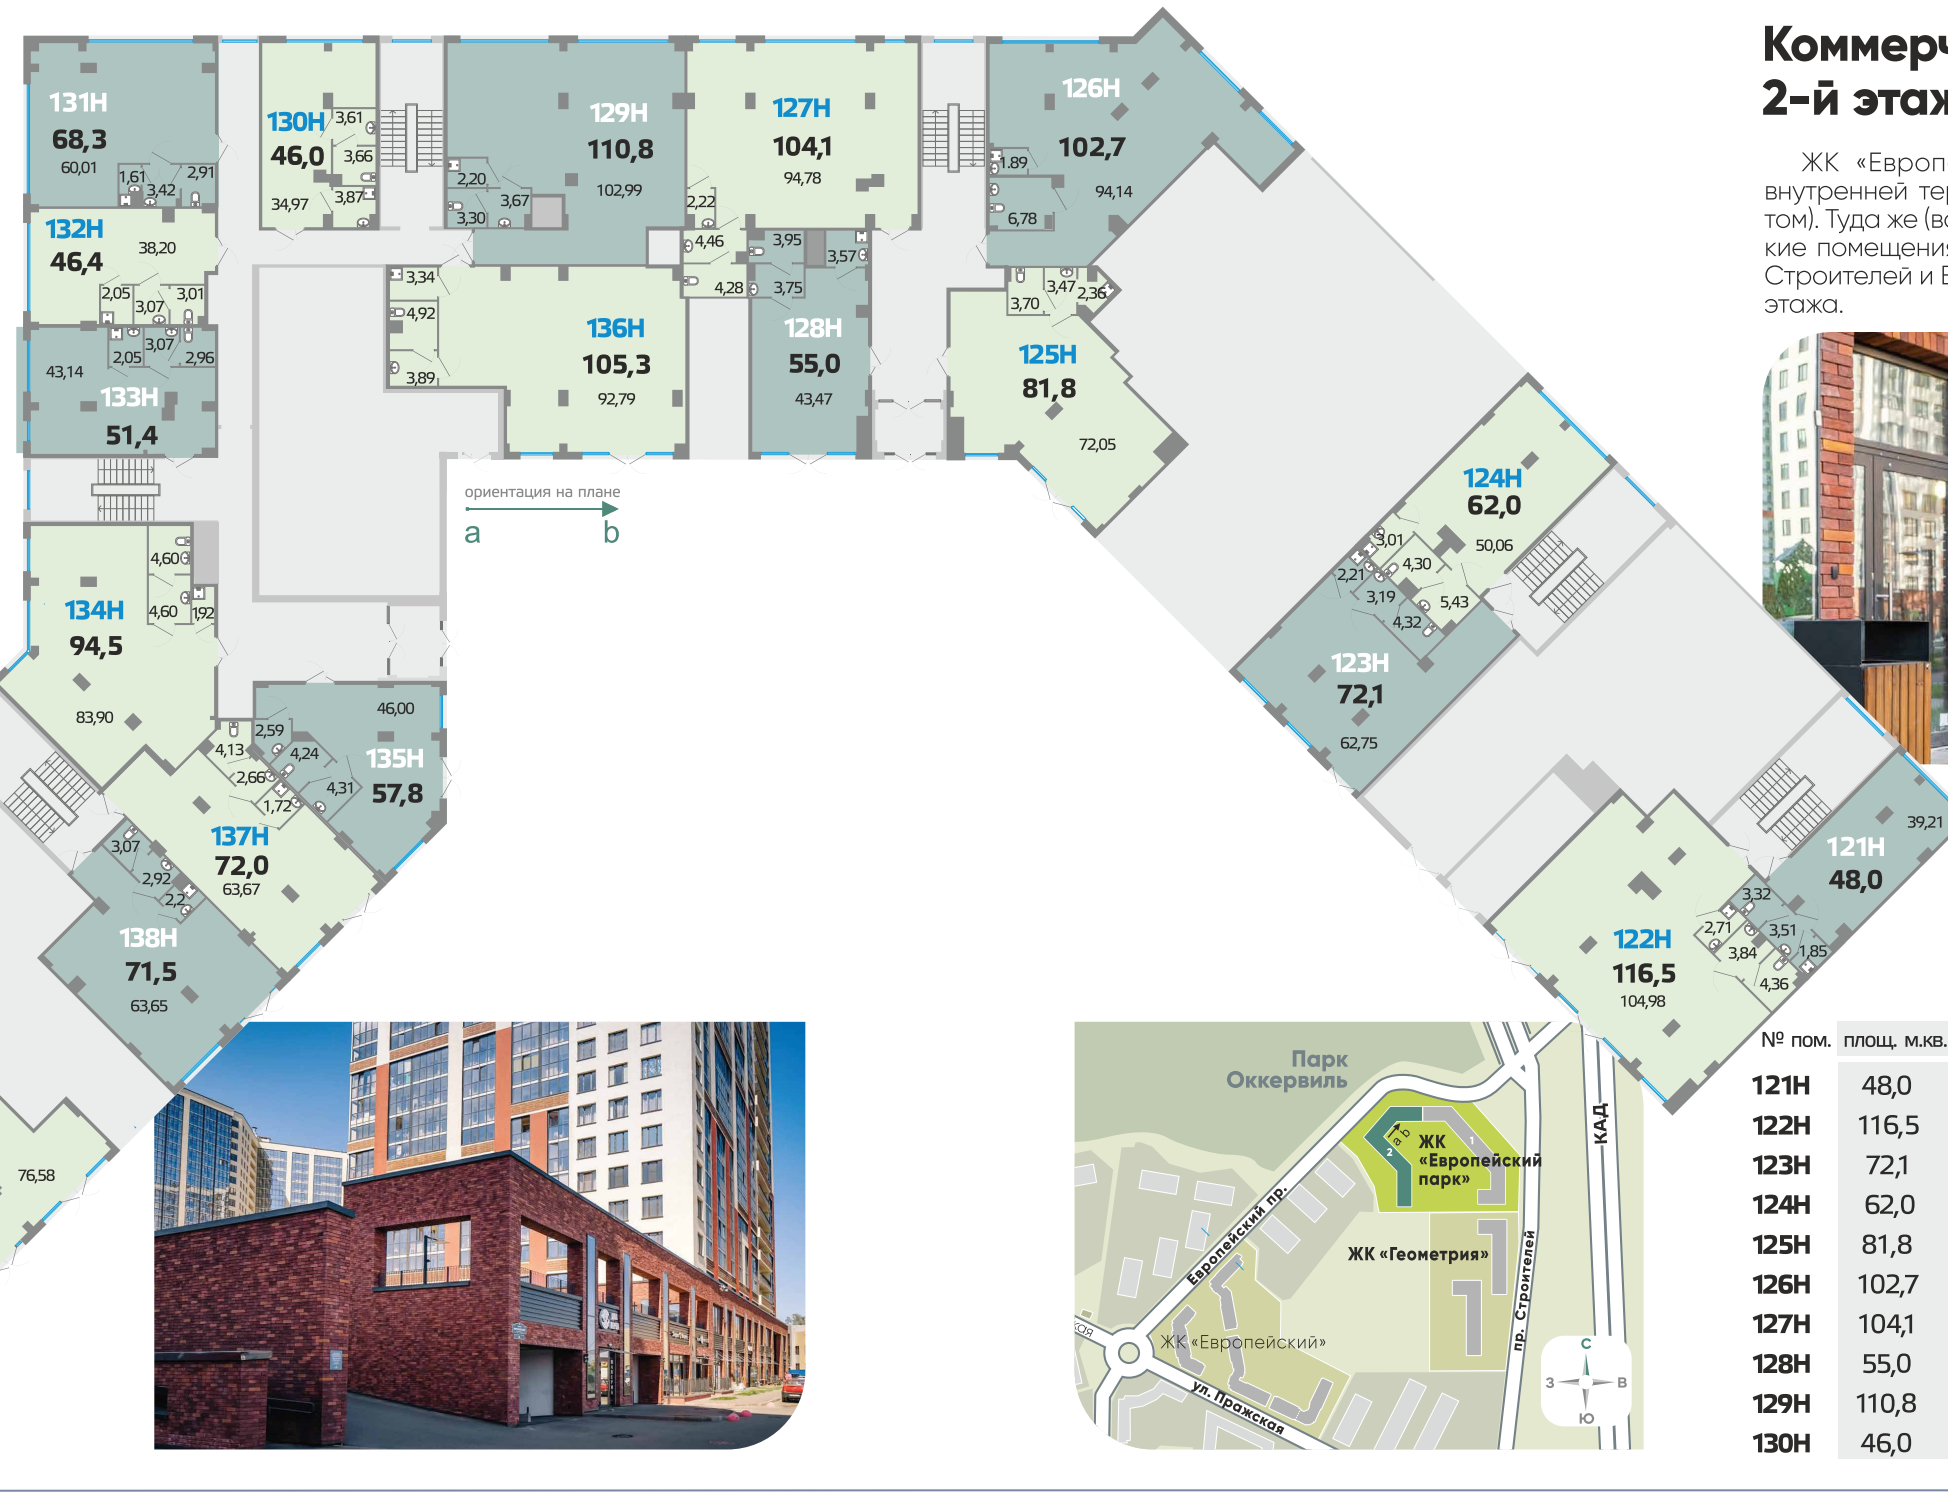 Коммерч
2-й этаж
ЖК «Европ
внутренней тер
том). Туда же (во
кие помещения
Строителей и Е
этажа.
131Н
68,3
60,01
1,61
3,42
2,91
130Н
46,0
34,97
3,61
3,66
3,87
129Н
110,8
102,99
2,20
3,30
3,67
127Н
104,1
94,78
2,22
4,46
4,28
126Н
102,7
94,14
1.89
6,78
132Н
46,4
38,20
2,05
3,07
3,01
133Н
51,4
43,14
2,05
3,07
2,96
136Н
105,3
92,79
3,34
4,92
3,89
128Н
55,0
43,47
3,95
3,57
3,75
125Н
81,8
72,05
3,70
3,47
2,36
ориентация на плане
a b
124Н
62,0
50,06
3,01
4,30
5,43
123Н
72,1
62,75
2,21
3,19
4,32
134Н
94,5
83,90
4,60
4,60
1,92
135Н
57,8
46,00
2,59
4,24
4,31
137Н
72,0
63,67
4,13
2,66
1,72
138Н
71,5
63,65
3,07
2,92
2,2
76,58
121Н
48,0
39,21
3,32
3,51
1,85
122Н
116,5
104,98
2,71
3,84
4,36
Парк
Оккервиль
ЖК
«Европейский
парк»
1
2
a b
КАД
Европейский пр.
ЖК «Геометрия»
пр. Строителей
ЖК «Европейский»
кая
ул. Пражская
С
З В
Ю
№ пом. площ. м.кв.
121Н 48,0
122Н 116,5
123Н 72,1
124Н 62,0
125Н 81,8
126Н 102,7
127Н 104,1
128Н 55,0
129Н 110,8
130Н 46,0